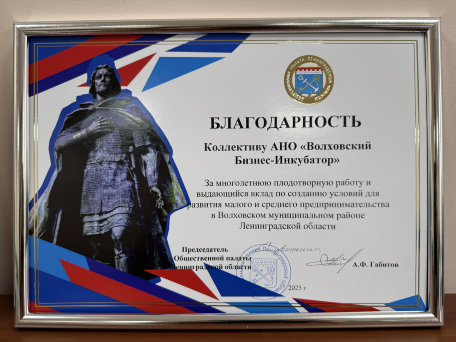 БЛАГОДАРНОСТЬ
Коллективу АНО «Волховский
Бизнес-Инкубатор»
За многолетнюю плодотворную работу и
выдающийся вклад по созданию условий для
развития малого и среднего предпринимательства
в Волховском муниципальном районе
Ленинградской области
Председатель
Общественной палаты
Ленинградской области
А.Ф. Габитов
2025 г